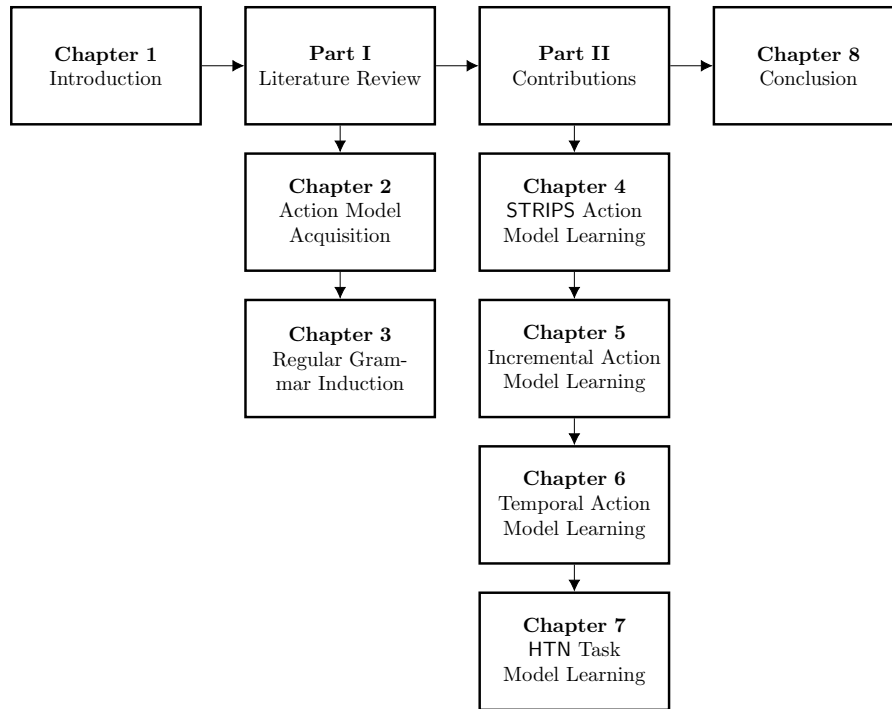 Chapter 1
Introduction
Part I
Literature Review
Part II
Contributions
Chapter 8
Conclusion
Chapter 2
Action Model
Acquisition
Chapter 4
STRIPS Action
Model Learning
Chapter 3
Regular Gram-
mar Induction
Chapter 5
Incremental Action
Model Learning
Chapter 6
Temporal Action
Model Learning
Chapter 7
HTN Task
Model Learning